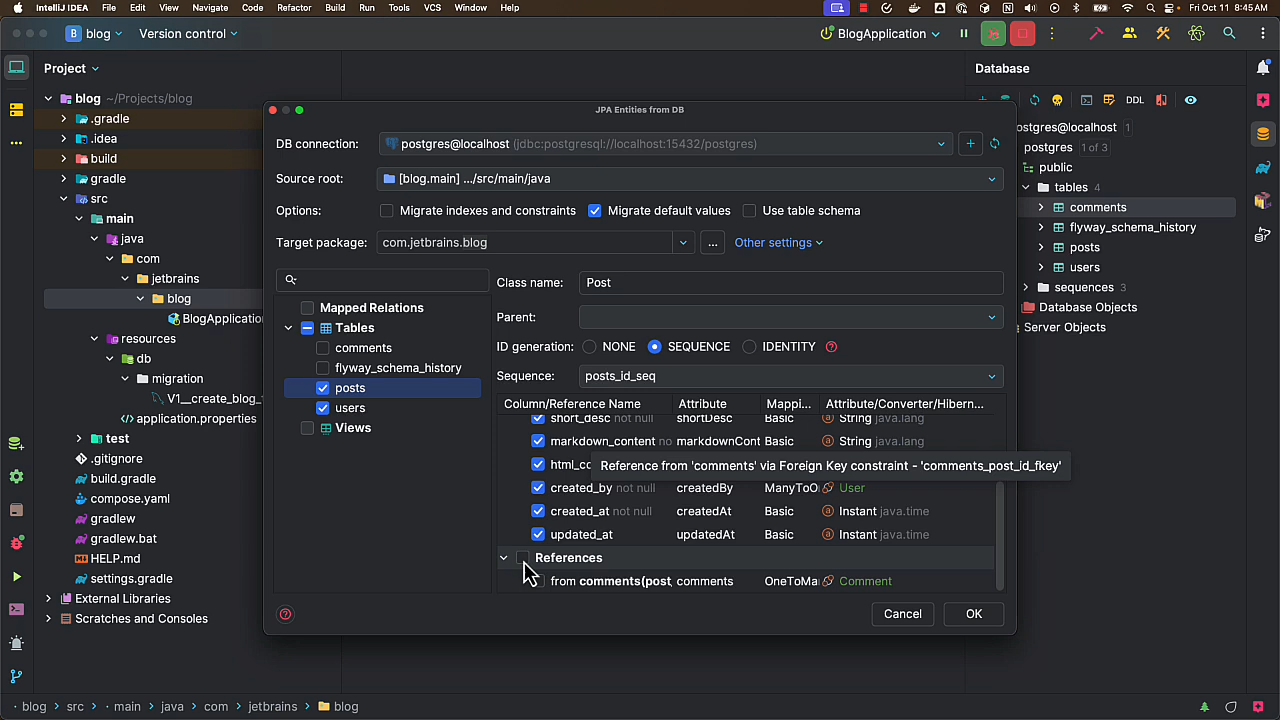 IntelliJ IDEA File Edit View Navigate Code Refactor Build Run Tools VCS Window Help Fri Oct 11 8:45 AM
B blog Version control BlogApplication
Project
Database
blog ~/Projects/blog
.gradle
.idea
build
gradle
src
main
java
com
jetbrains
blog
BlogApplication
resources
db
migration
V1__create_blog_
application.properties
test
.gitignore
build.gradle
compose.yaml
gradlew
gradlew.bat
HELP.md
settings.gradle
External Libraries
Scratches and Consoles
JPA Entities from DB
DB connection: postgres@localhost (jdbc:postgresql://localhost:15432/postgres)
Source root: [blog.main] .../src/main/java
Options: Migrate indexes and constraints Migrate default values Use table schema
Target package: com.jetbrains.blog ... Other settings
Mapped Relations
Tables
comments
flyway_schema_history
posts
users
Views
Class name: Post
Parent:
ID generation: NONE SEQUENCE IDENTITY
Sequence: posts_id_seq
Column/Reference Name Attribute Mappi... Attribute/Converter/Hibern...
short_desc not null shortDesc Basic String java.lang
markdown_content no markdownCont Basic String java.lang
html_co
Reference from 'comments' via Foreign Key constraint - 'comments_post_id_fkey'
created_by not null createdBy ManyToO User
created_at not null createdAt Basic Instant java.time
updated_at updatedAt Basic Instant java.time
References
from comments(post_ comments OneToMa Comment
Cancel OK
DDL
ostgres@localhost 1
postgres 1 of 3
public
tables 4
comments
flyway_schema_history
posts
users
sequences 3
Database Objects
Server Objects
blog src main java com jetbrains blog